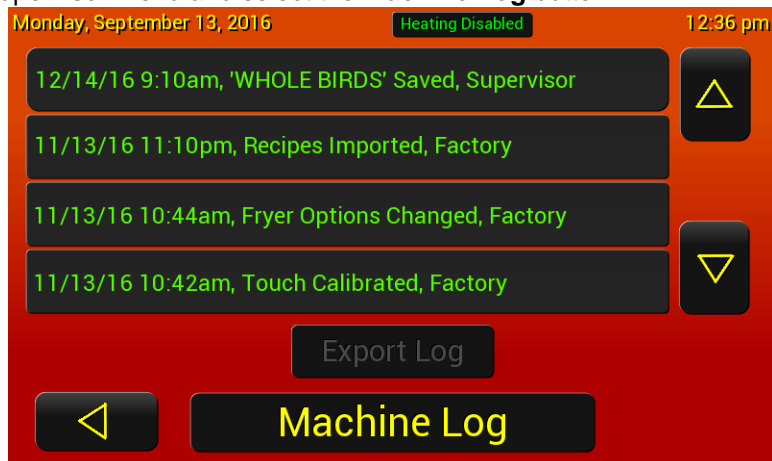 Monday, September 13, 2016 Heating Disabled 12:36 pm
12/14/16 9:10am, 'WHOLE BIRDS' Saved, Supervisor
11/13/16 11:10pm, Recipes Imported, Factory
11/13/16 10:44am, Fryer Options Changed, Factory
11/13/16 10:42am, Touch Calibrated, Factory
Export Log
Machine Log